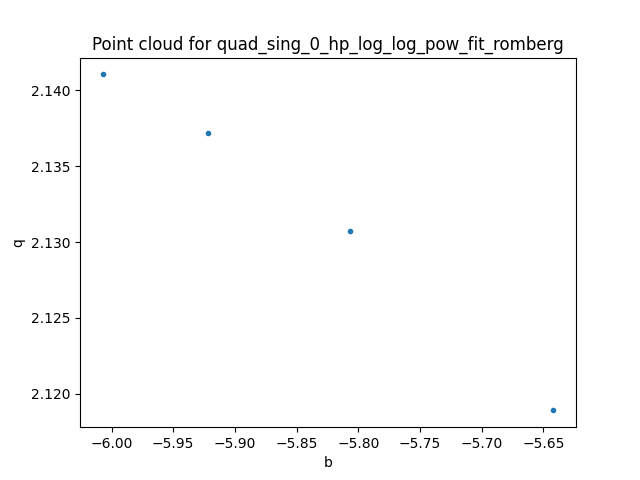 Point cloud for quad_sing_0_hp_log_log_pow_fit_romberg
2.140
2.135
2.130
2.125
2.120
q
−6.00 −5.95 −5.90 −5.85 −5.80 −5.75 −5.70 −5.65
b